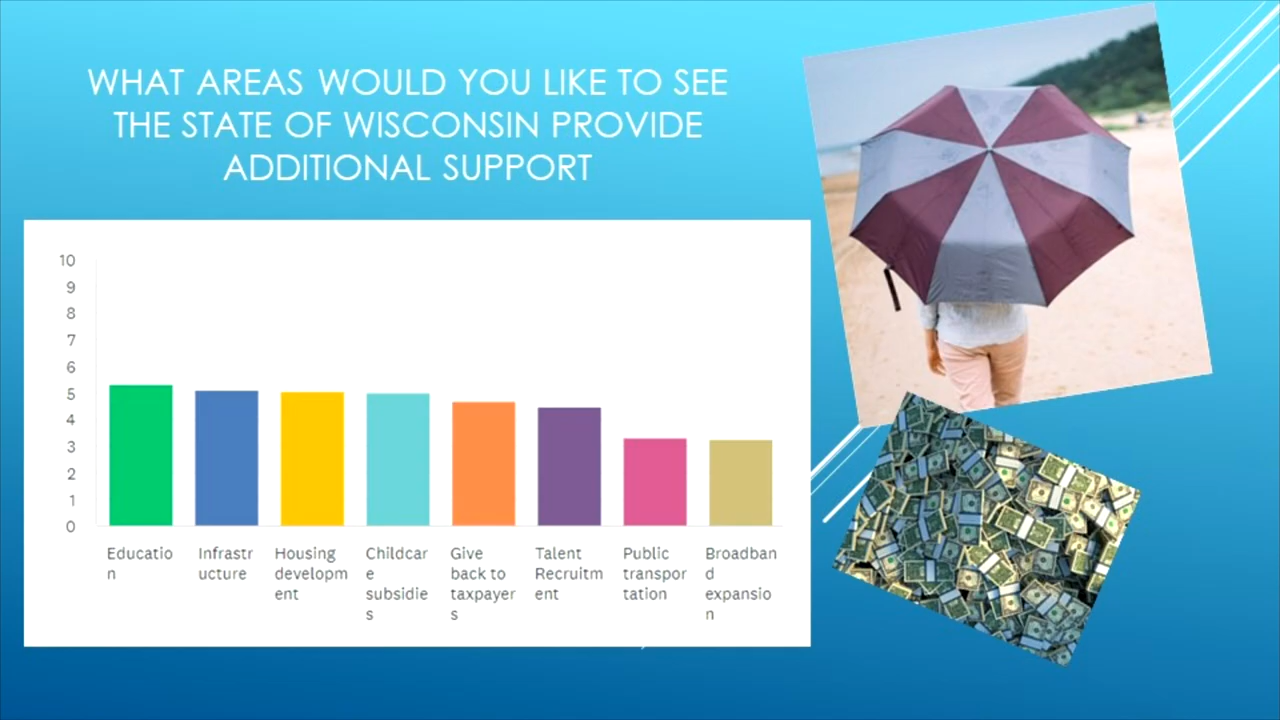 WHAT AREAS WOULD YOU LIKE TO SEE
THE STATE OF WISCONSIN PROVIDE
ADDITIONAL SUPPORT
10
9
8
7
6
5
4
3
2
1
0
Educatio
n
Infrastr
ucture
Housing
developm
ent
Childcar
e
subsidie
s
Give
back to
taxpayer
s
Talent
Recruitm
ent
Public
transpor
tation
Broadban
d
expansio
n